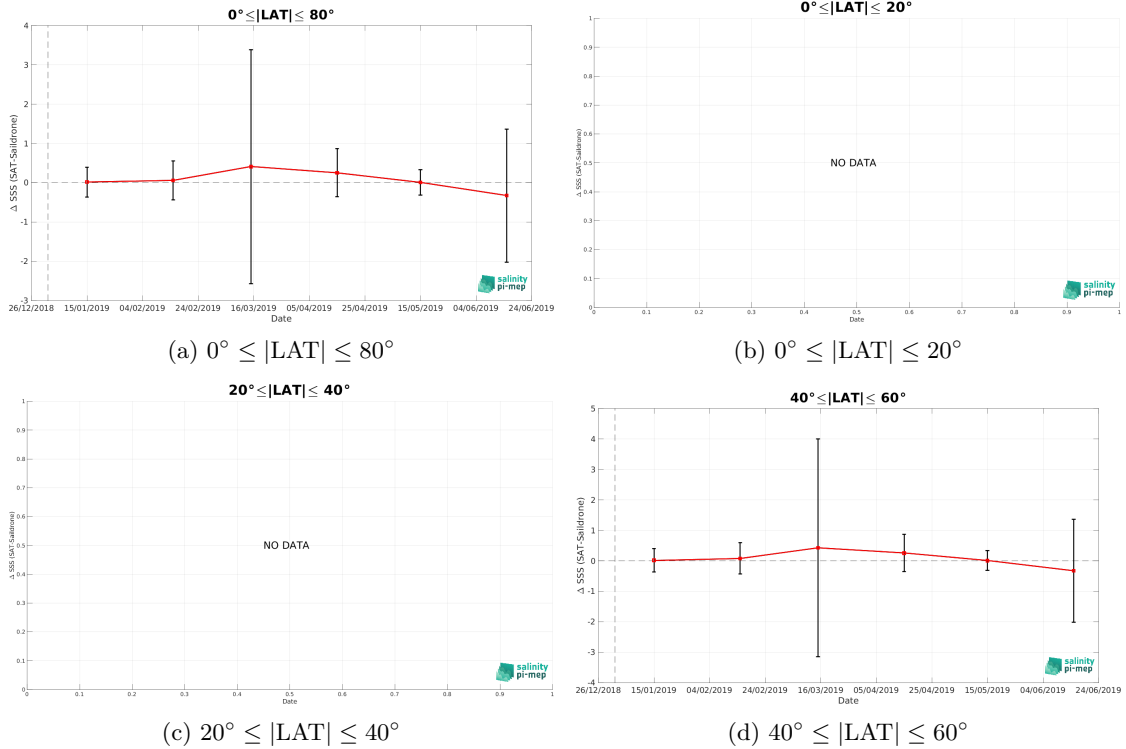 0°≤|LAT|≤ 80°
4
3
2
1
0
-1
-2
-3
Δ SSS (SAT-Saildrone)
26/12/2018 15/01/2019 04/02/2019 24/02/2019 16/03/2019 05/04/2019 25/04/2019 15/05/2019 04/06/2019 24/06/2019
Date
salinity
pi-mep
(a) 0° ≤ |LAT| ≤ 80°
0°≤|LAT|≤ 20°
1
0.9
0.8
0.7
0.6
0.5
0.4
0.3
0.2
0.1
0
Δ SSS (SAT-Saildrone)
NO DATA
0 0.1 0.2 0.3 0.4 0.5 0.6 0.7 0.8 0.9 1
Date
salinity
pi-mep
(b) 0° ≤ |LAT| ≤ 20°
20°≤|LAT|≤ 40°
1
0.9
0.8
0.7
0.6
0.5
0.4
0.3
0.2
0.1
0
Δ SSS (SAT-Saildrone)
NO DATA
0 0.1 0.2 0.3 0.4 0.5 0.6 0.7 0.8 0.9 1
Date
salinity
pi-mep
(c) 20° ≤ |LAT| ≤ 40°
40°≤|LAT|≤ 60°
5
4
3
2
1
0
-1
-2
-3
-4
Δ SSS (SAT-Saildrone)
26/12/2018 15/01/2019 04/02/2019 24/02/2019 16/03/2019 05/04/2019 25/04/2019 15/05/2019 04/06/2019 24/06/2019
Date
salinity
pi-mep
(d) 40° ≤ |LAT| ≤ 60°